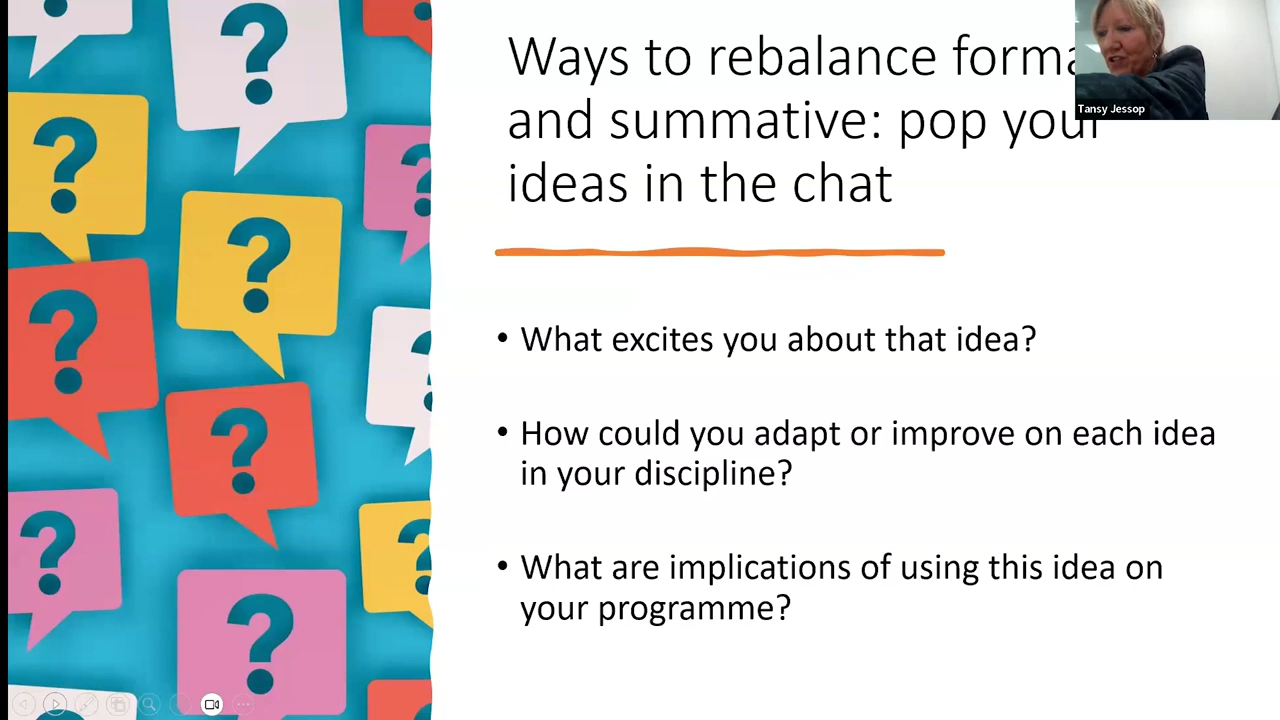 Ways to rebalance forma
and summative: pop your
ideas in the chat
Tansy Jessop
• What excites you about that idea?
• How could you adapt or improve on each idea
in your discipline?
• What are implications of using this idea on
your programme?